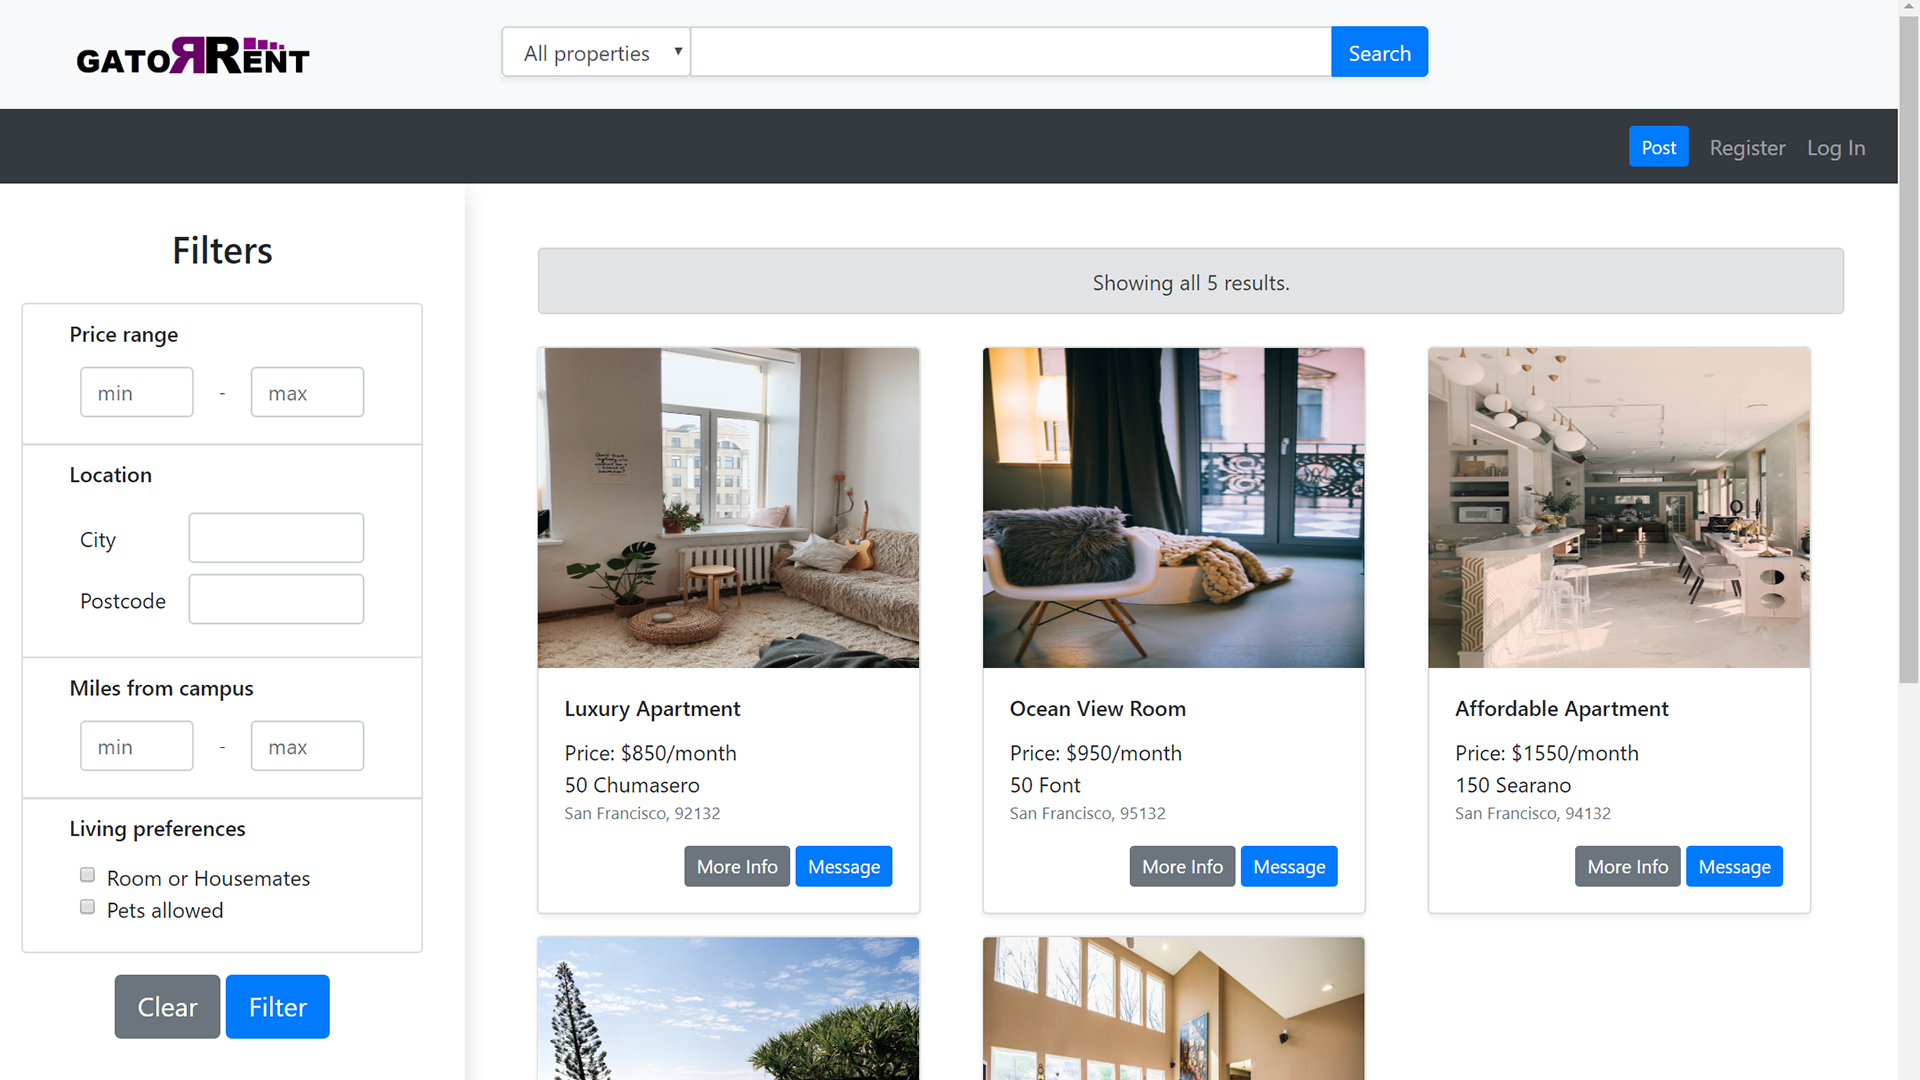 GATORRENT
All properties
Search
Post
Register
Log In
Filters
Price range
min - max
Location
City
Postcode
Miles from campus
min - max
Living preferences
Room or Housemates
Pets allowed
Clear
Filter
Showing all 5 results.
Luxury Apartment
Price: $850/month
50 Chumasero
San Francisco, 92132
More Info
Message
Ocean View Room
Price: $950/month
50 Font
San Francisco, 95132
More Info
Message
Affordable Apartment
Price: $1550/month
150 Searano
San Francisco, 94132
More Info
Message